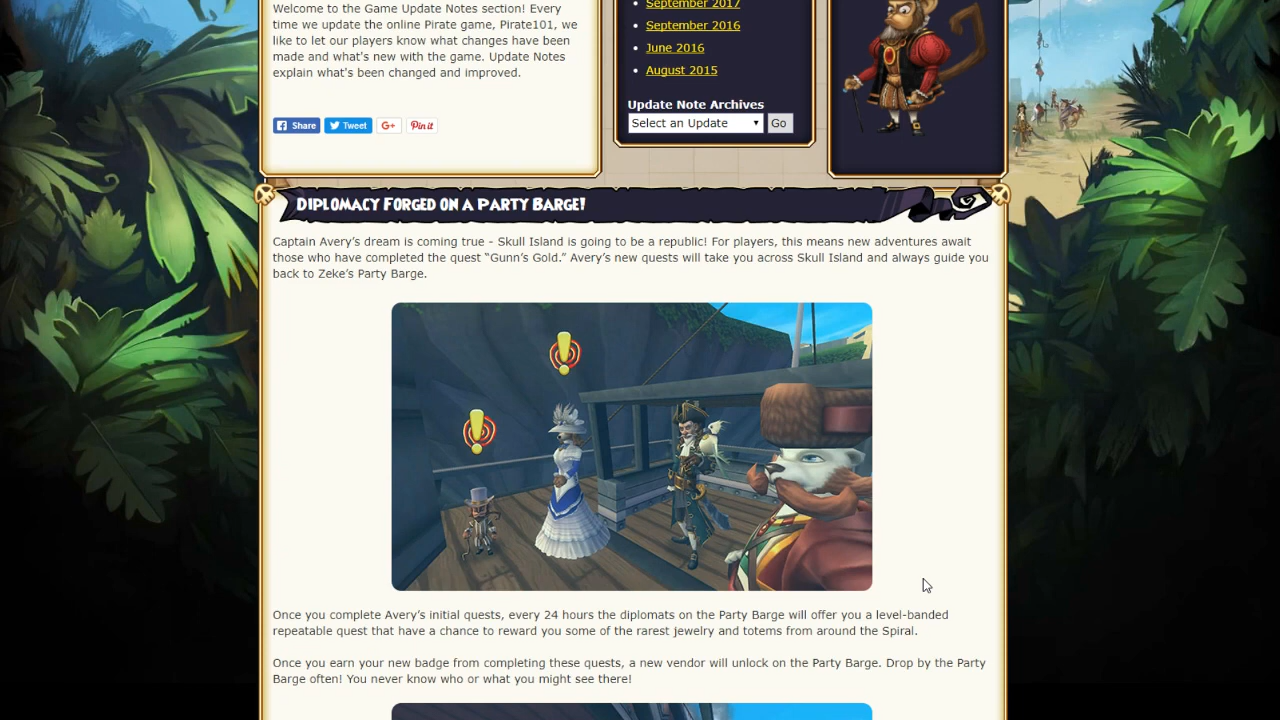 Welcome to the Game Update Notes section! Every
time we update the online Pirate game, Pirate101, we
like to let our players know what changes have been
made and what's new with the game. Update Notes
explain what's been changed and improved.
Share
Tweet
G+
Pin it
September 2017
September 2016
June 2016
August 2015
Update Note Archives
Select an Update
Go
Diplomacy Forged on a Party Barge!
Captain Avery’s dream is coming true - Skull Island is going to be a republic! For players, this means new adventures await
those who have completed the quest “Gunn’s Gold.” Avery’s new quests will take you across Skull Island and always guide you
back to Zeke’s Party Barge.
Once you complete Avery’s initial quests, every 24 hours the diplomats on the Party Barge will offer you a level-banded
repeatable quest that have a chance to reward you some of the rarest jewelry and totems from around the Spiral.
Once you earn your new badge from completing these quests, a new vendor will unlock on the Party Barge. Drop by the Party
Barge often! You never know who or what you might see there!